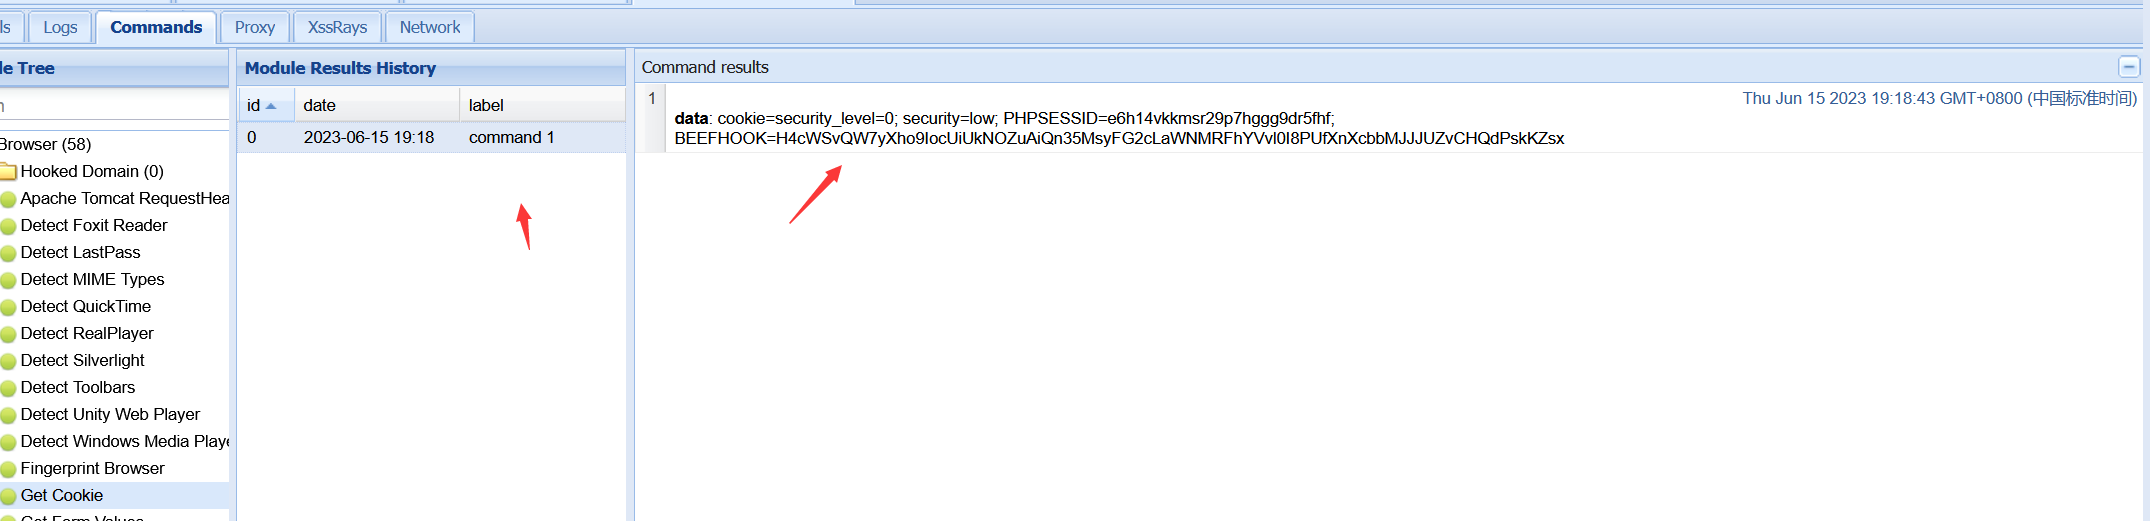 ls Logs Commands Proxy XssRays Network
le Tree
Module Results History
Command results
id date label
1
Thu Jun 15 2023 19:18:43 GMT+0800 (中国标准时间)
data: cookie=security_level=0; security=low; PHPSESSID=e6h14vkkmsr29p7hggg9dr5fhf;
0 2023-06-15 19:18 command 1
BEEFHOOK=H4cWSvQW7yXho9IocUiUkNOZuAiQn35MsyFG2cLaWNMRFhYVvI0I8PUfXnXcbbMJJJUZvCHQdPskKZsx
Browser (58)
Hooked Domain (0)
Apache Tomcat RequestHea
Detect Foxit Reader
Detect LastPass
Detect MIME Types
Detect QuickTime
Detect RealPlayer
Detect Silverlight
Detect Toolbars
Detect Unity Web Player
Detect Windows Media Playe
Fingerprint Browser
Get Cookie
Get Form Values